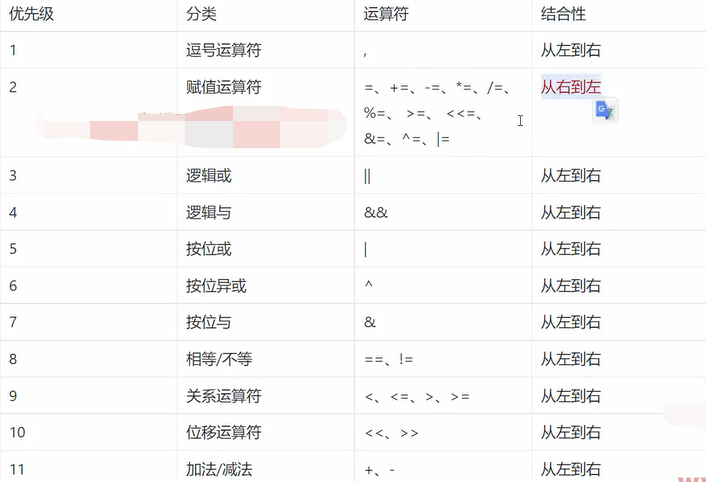 优先级 分类 运算符 结合性
1 逗号运算符 , 从左到右
2 赋值运算符 =、+=、-=、*=、/=、 从右到左
%=、 >=、 <<=、
&=、^=、|=
3 逻辑或 || 从左到右
4 逻辑与 && 从左到右
5 按位或 | 从左到右
6 按位异或 ^ 从左到右
7 按位与 & 从左到右
8 相等/不等 ==、!= 从左到右
9 关系运算符 <、<=、>、>= 从左到右
10 位移运算符 <<、>> 从左到右
11 加法/减法 +、- 从左到右